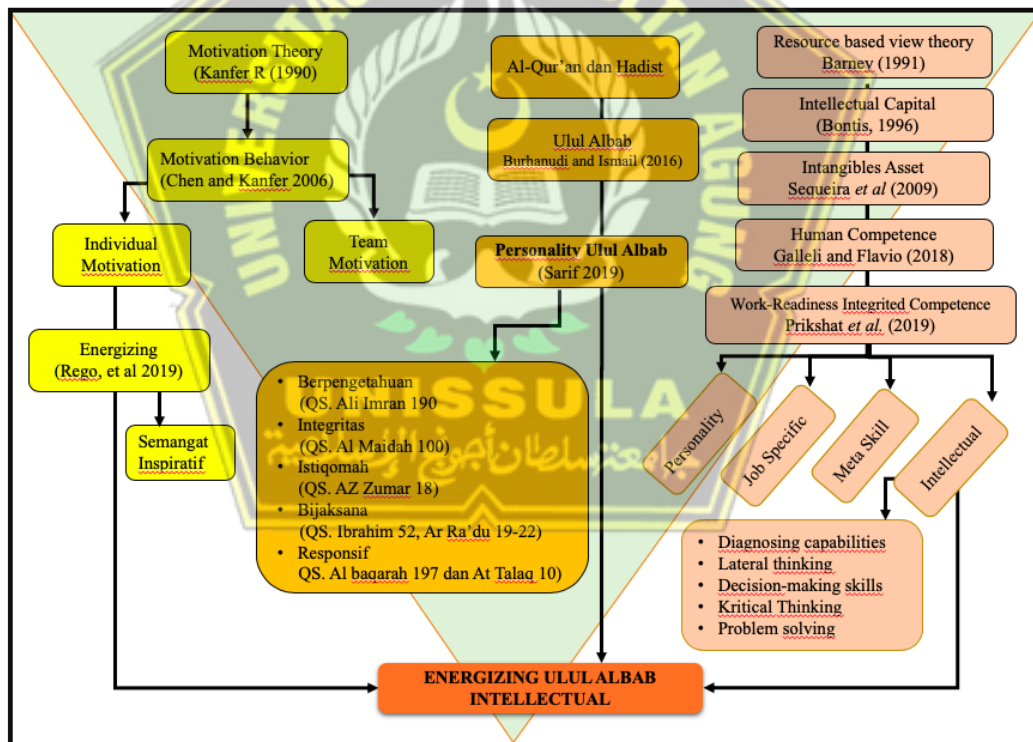 Motivation Theory
(Kanfer R (1990)
Motivation Behavior
(Chen and Kanfer 2006)
Individual
Motivation
Team
Motivation
Energizing
(Rego, et al 2019)
Semangat
Inspiratif
Al-Qur’an dan Hadist
Ulul Albab
Burhanudi and Ismail (2016)
Personality Ulul Albab
(Sarif 2019)
• Berpengetahuan
(QS. Ali Imran 190
• Integritas
(QS. Al Maidah 100)
• Istiqomah
(QS. AZ Zumar 18)
• Bijaksana
(QS. Ibrahim 52, Ar Ra’du 19-22)
• Responsif
QS. Al baqarah 197 dan At Talaq 10)
Resource based view theory
Barney (1991)
Intellectual Capital
(Bontis, 1996)
Intangibles Asset
Sequeira et al (2009)
Human Competence
Galleli and Flavio (2018)
Work-Readiness Integrited Competence
Prikshat et al. (2019)
Personality
Job Specific
Meta Skill
Intellectual
• Diagnosing capabilities
• Lateral thinking
• Decision-making skills
• Kritical Thinking
• Problem solving
ENERGIZING ULUL ALBAB
INTELLECTUAL
UNISSULA
جامعة سلطان أجونج الإسلامية
AGUNG